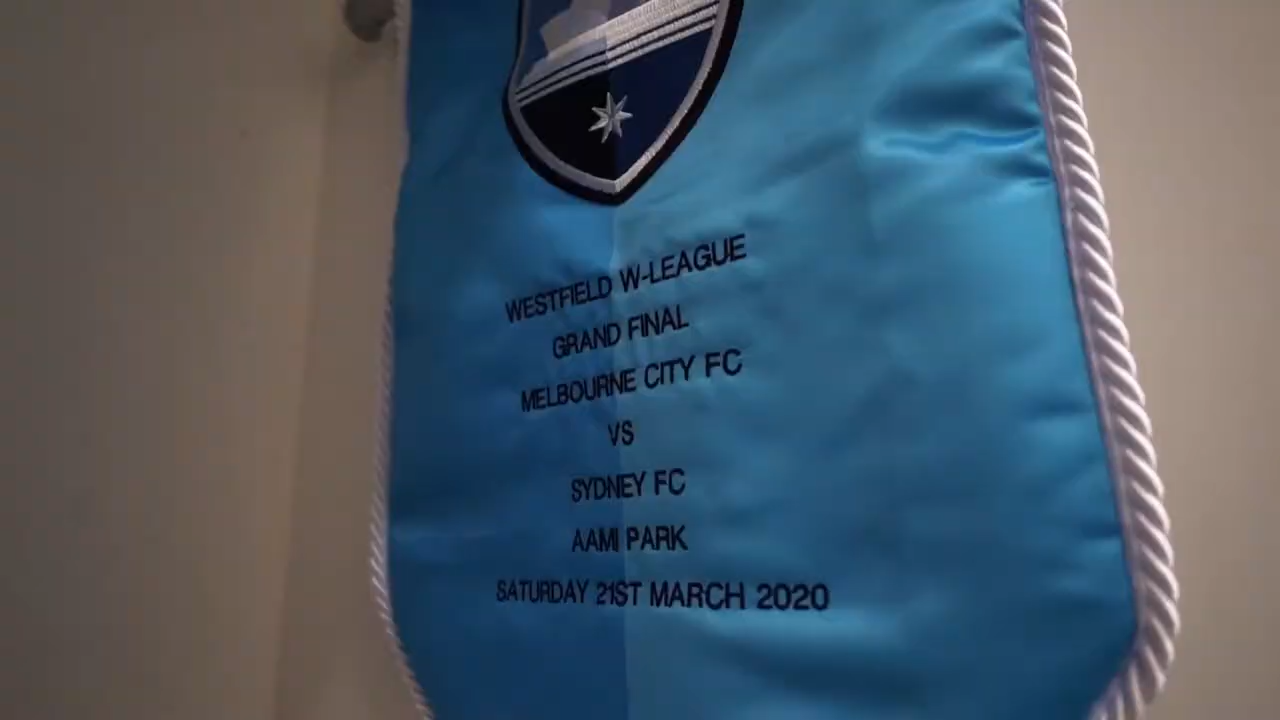 WESTFIELD W-LEAGUE
GRAND FINAL
MELBOURNE CITY FC
VS
SYDNEY FC
AAMI PARK
SATURDAY 21ST MARCH 2020